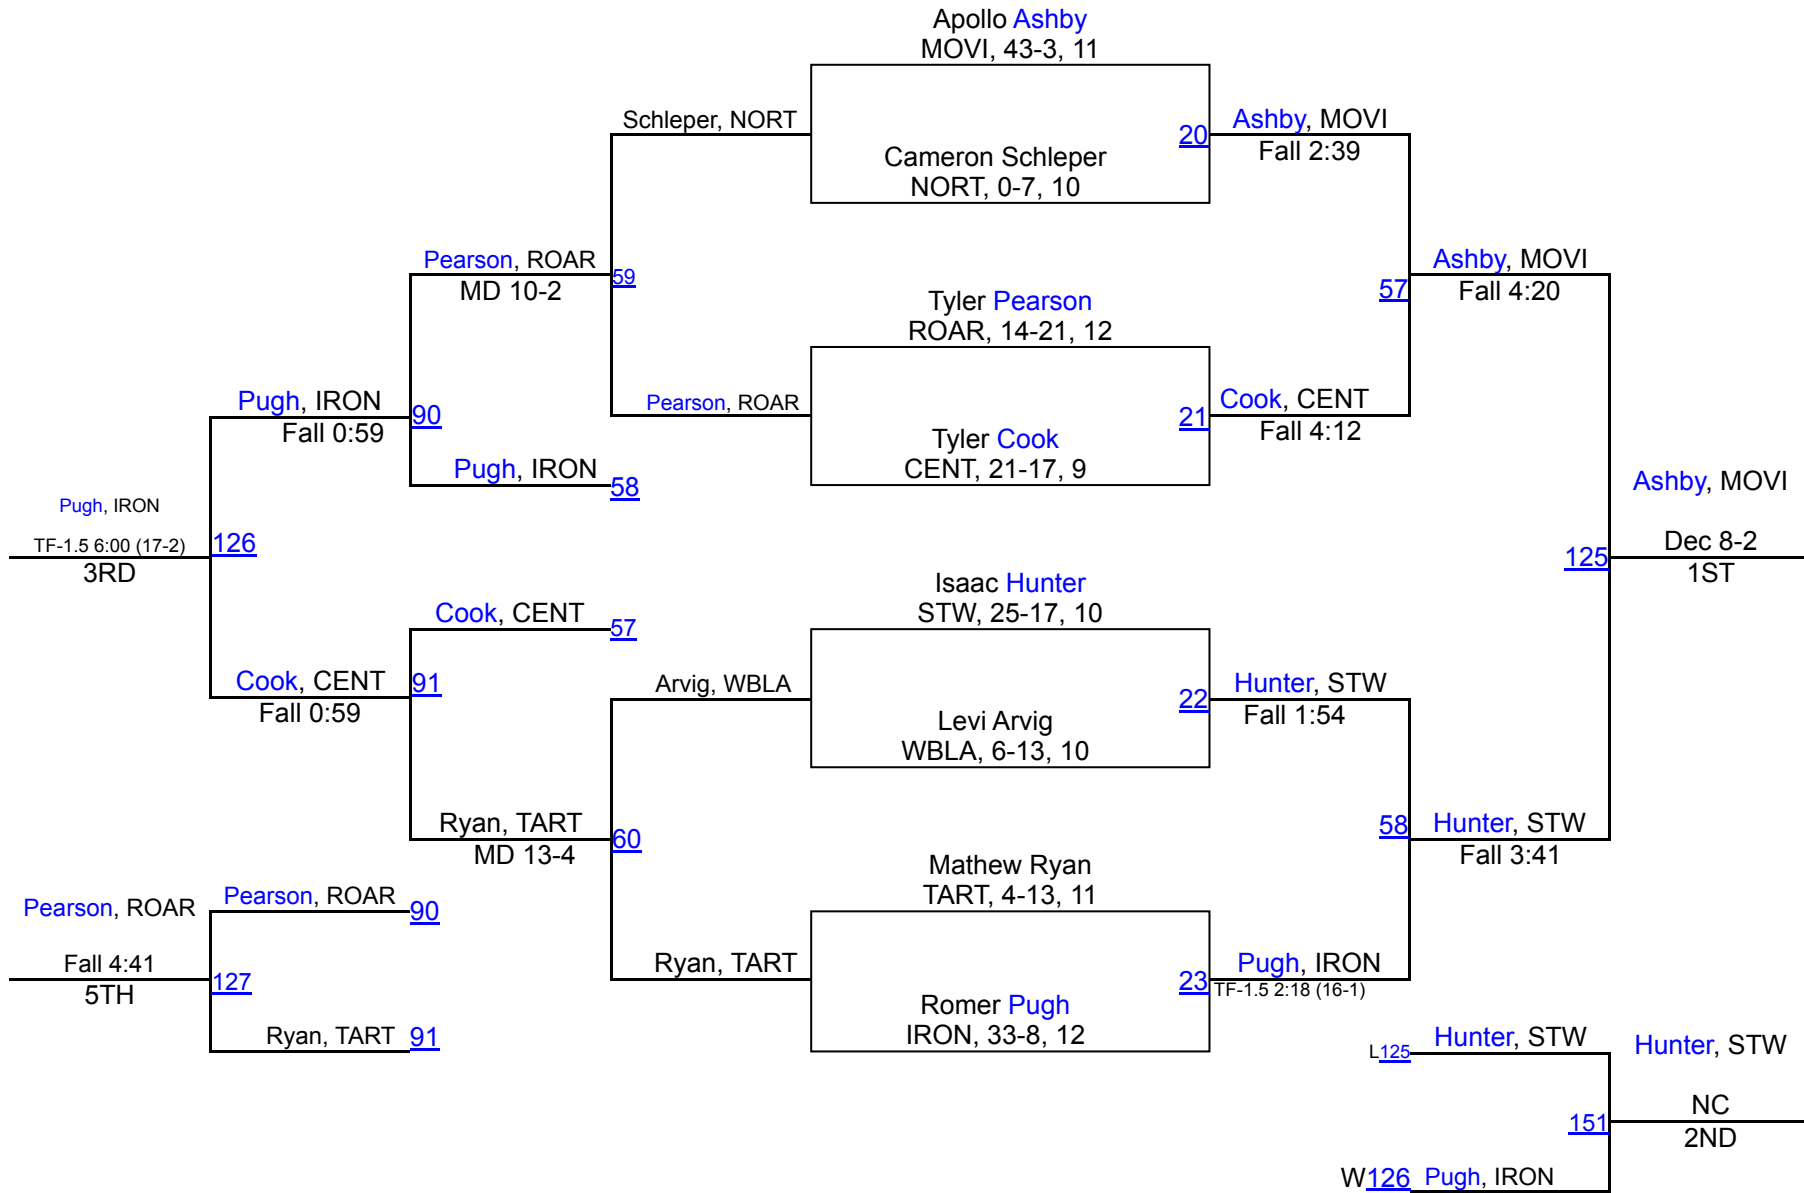 Apollo Ashby
MOVI, 43-3, 11
Schleper, NORT
20
Ashby, MOVI
Fall 2:39
Cameron Schleper
NORT, 0-7, 10
Pearson, ROAR
MD 10-2
59
57
Ashby, MOVI
Fall 4:20
Tyler Pearson
ROAR, 14-21, 12
Pugh, IRON
Fall 0:59
90
Pearson, ROAR
21
Cook, CENT
Fall 4:12
Tyler Cook
CENT, 21-17, 9
Pugh, IRON
58
Pugh, IRON
TF-1.5 6:00 (17-2)
3RD
126
Ashby, MOVI
125
Dec 8-2
1ST
Isaac Hunter
STW, 25-17, 10
Cook, CENT
57
Cook, CENT
Fall 0:59
91
Arvig, WBLA
22
Hunter, STW
Fall 1:54
Levi Arvig
WBLA, 6-13, 10
Ryan, TART
MD 13-4
60
58
Hunter, STW
Fall 3:41
Mathew Ryan
TART, 4-13, 11
Pearson, ROAR
Fall 4:41
5TH
Pearson, ROAR
90
127
Ryan, TART
91
Ryan, TART
23
Pugh, IRON
TF-1.5 2:18 (16-1)
Romer Pugh
IRON, 33-8, 12
L125
Hunter, STW
Hunter, STW
151
NC
2ND
W126
Pugh, IRON